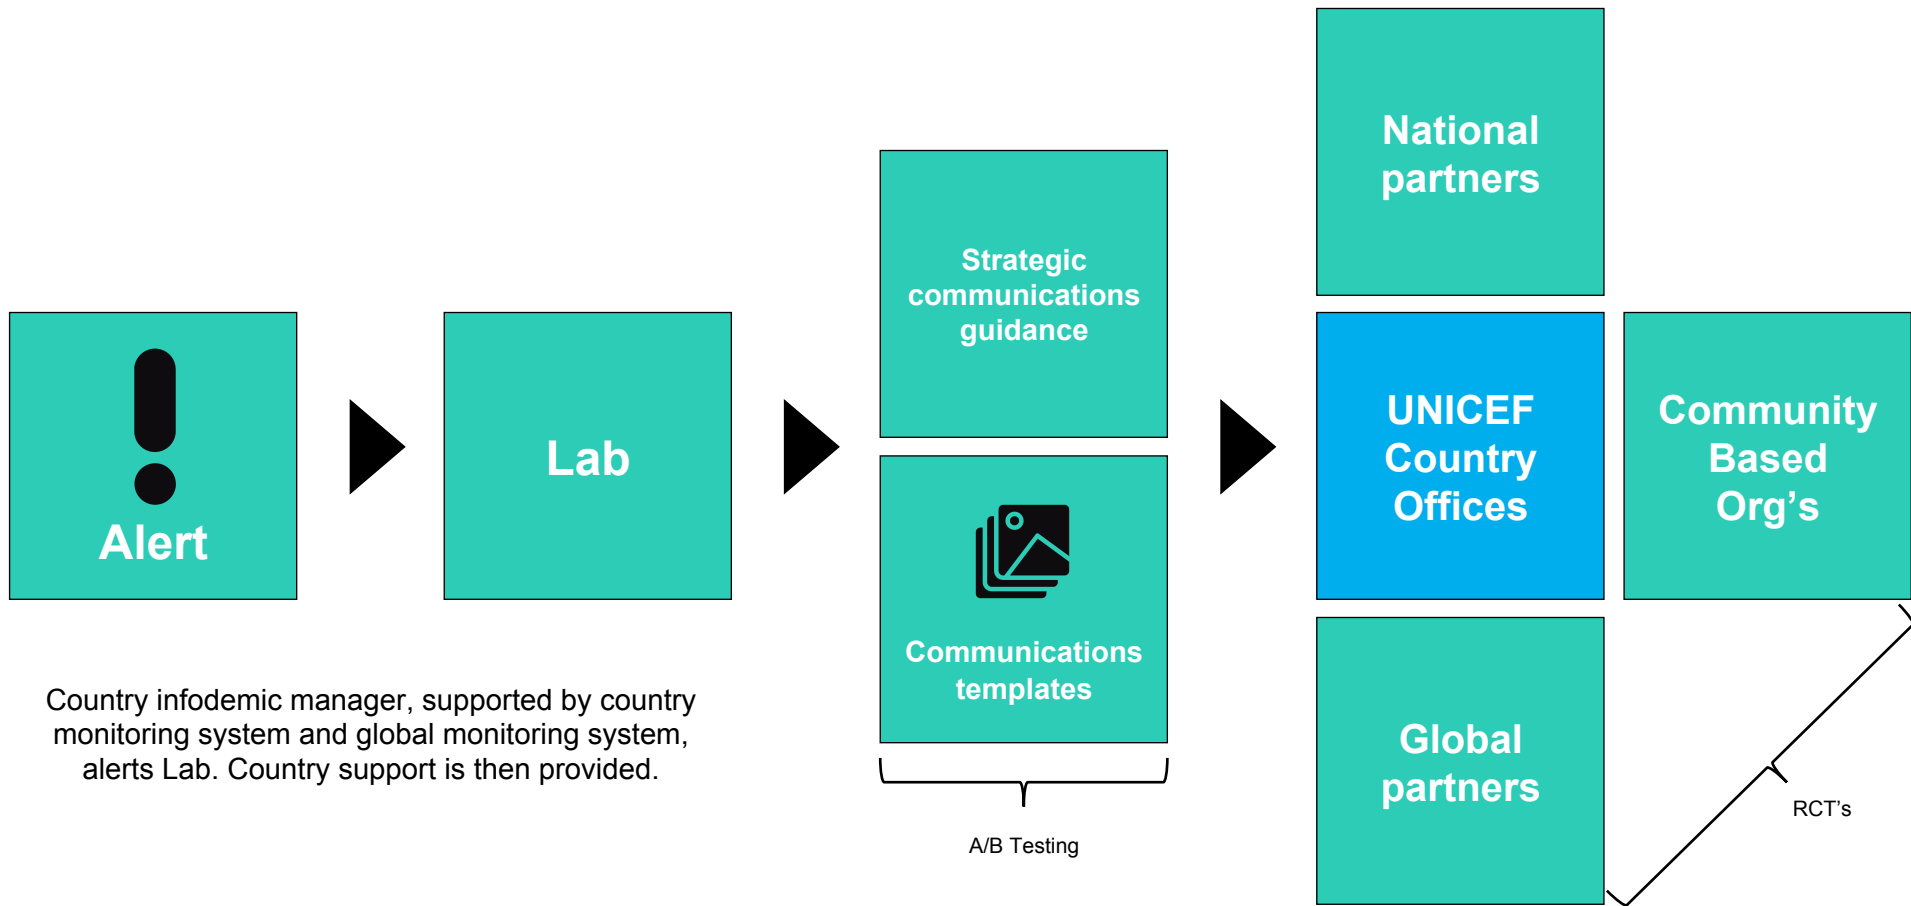 Alert
Country infodemic manager, supported by country
monitoring system and global monitoring system,
alerts Lab. Country support is then provided.
Lab
Strategic
communications
guidance
Communications
templates
A/B Testing
National
partners
UNICEF
Country
Offices
Community
Based
Org’s
Global
partners
RCT’s